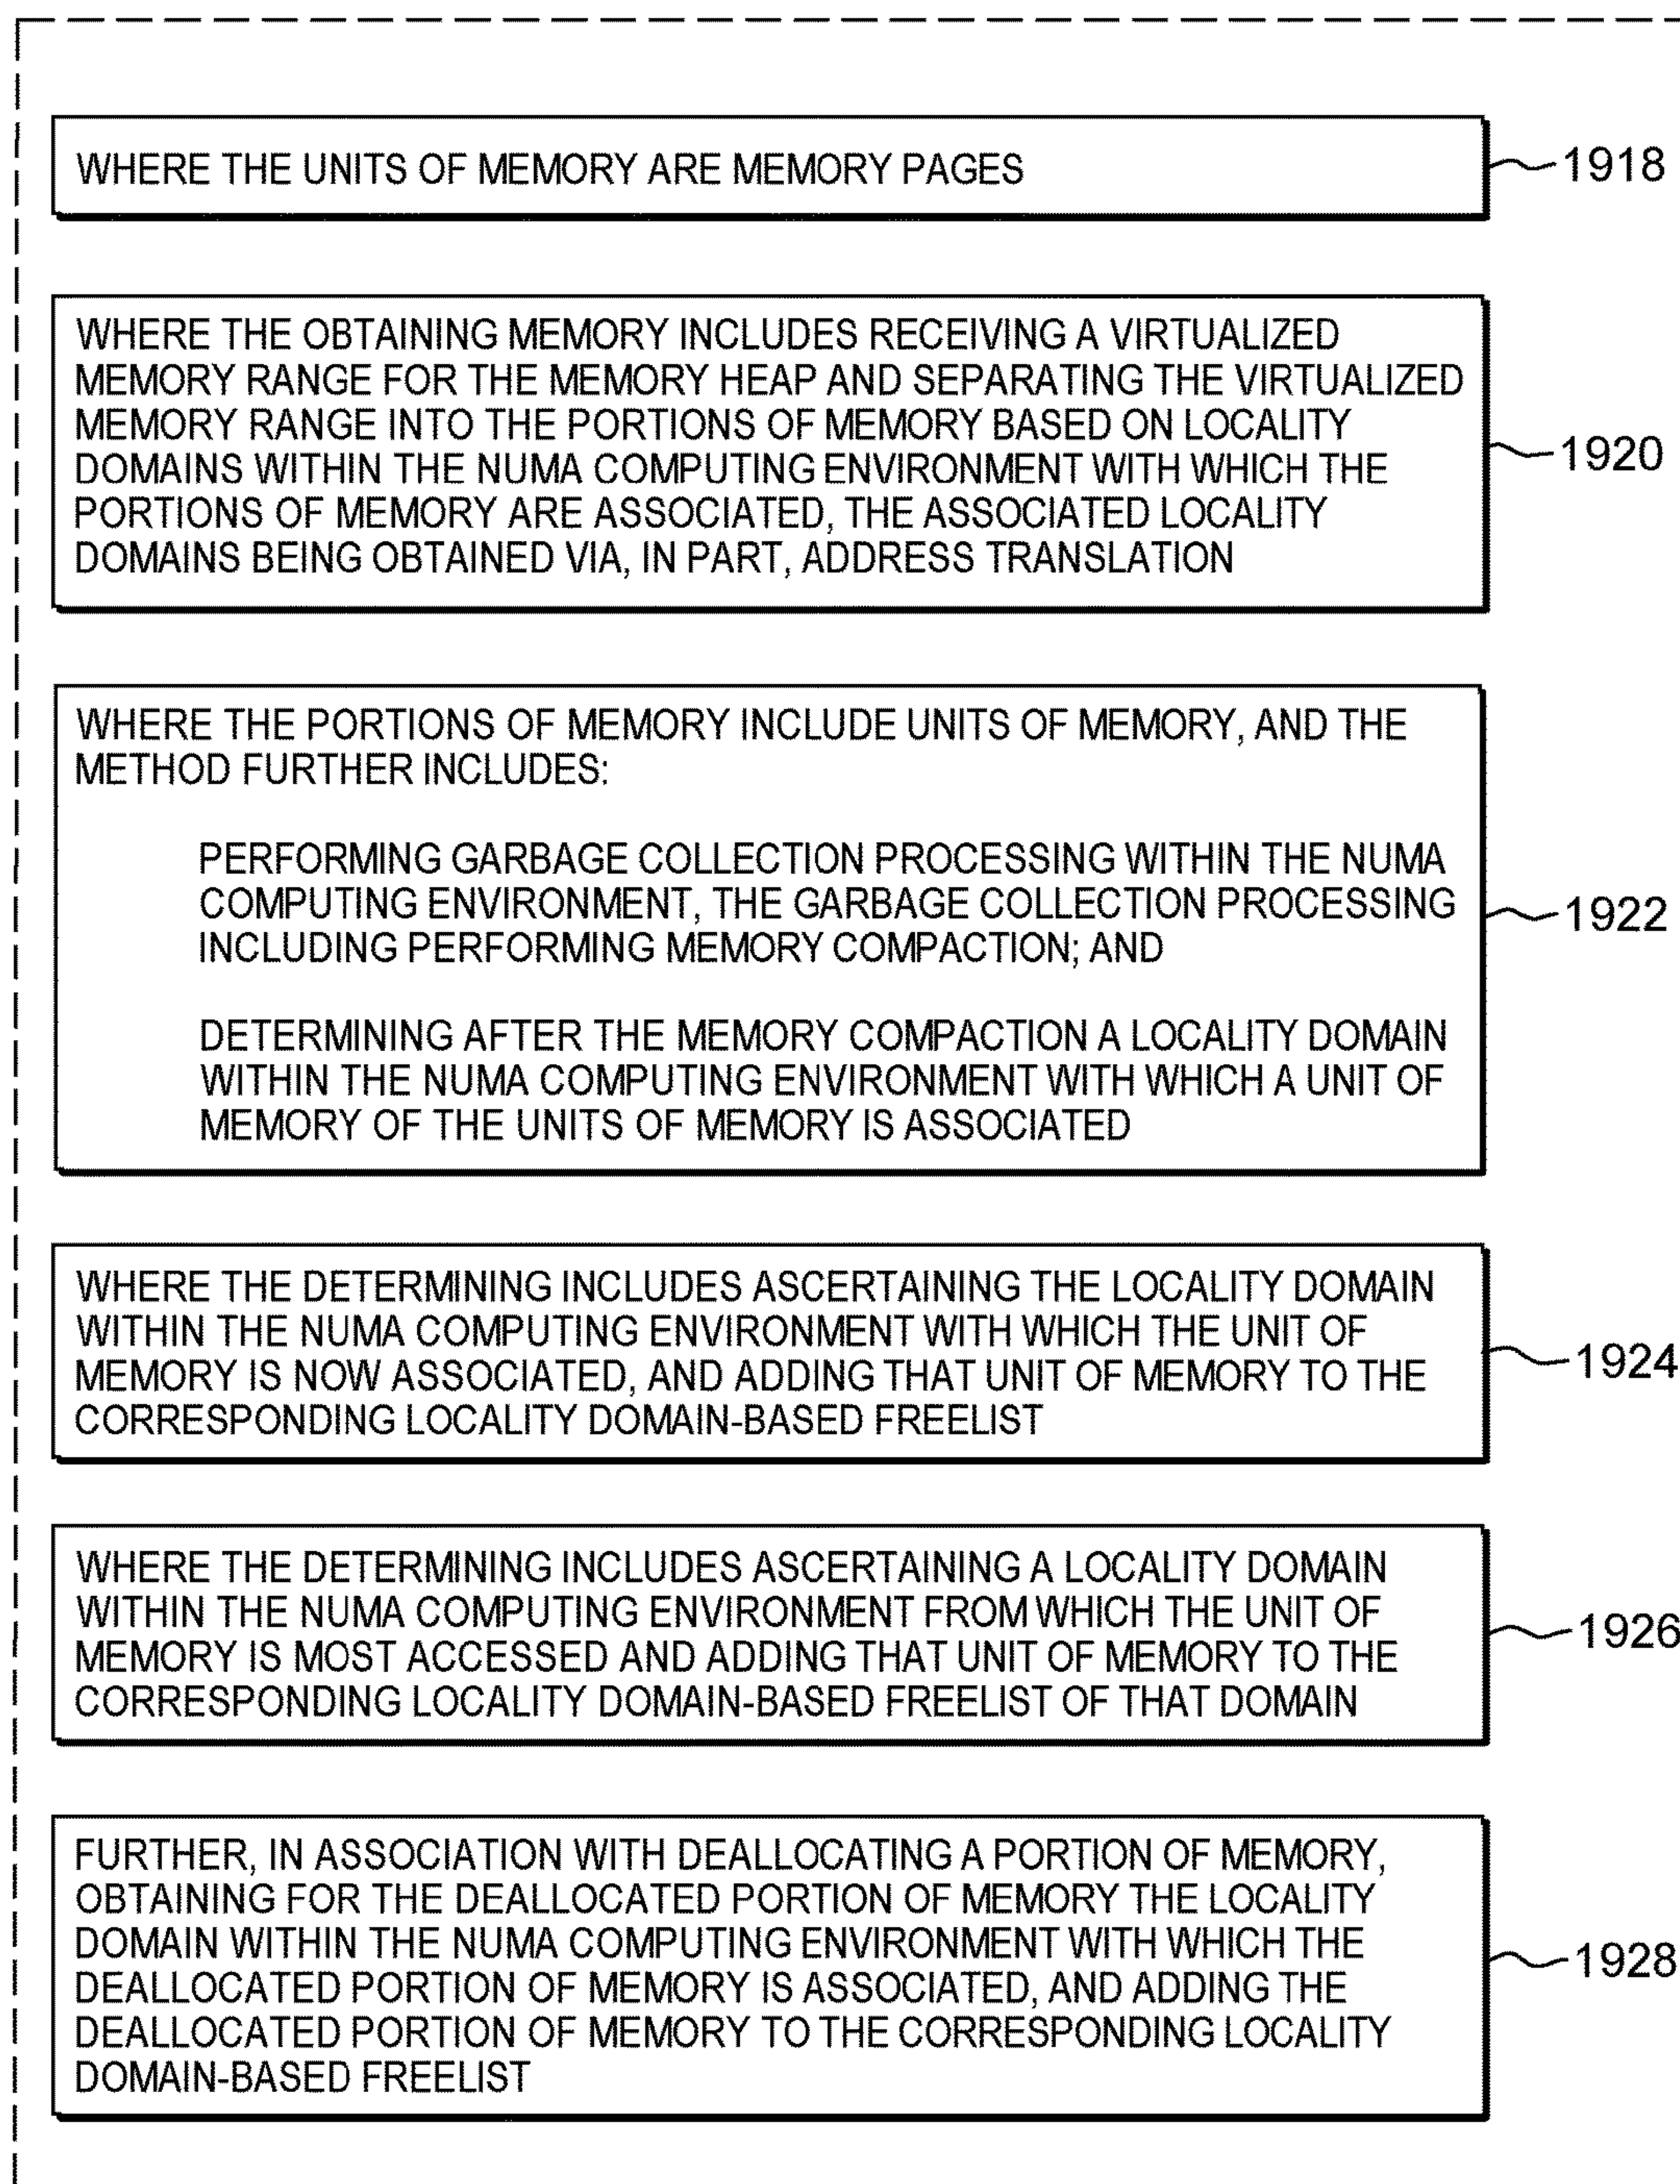 WHERE THE UNITS OF MEMORY ARE MEMORY PAGES
1918
WHERE THE OBTAINING MEMORY INCLUDES RECEIVING A VIRTUALIZED
MEMORY RANGE FOR THE MEMORY HEAP AND SEPARATING THE VIRTUALIZED
MEMORY RANGE INTO THE PORTIONS OF MEMORY BASED ON LOCALITY
DOMAINS WITHIN THE NUMA COMPUTING ENVIRONMENT WITH WHICH THE
PORTIONS OF MEMORY ARE ASSOCIATED, THE ASSOCIATED LOCALITY
DOMAINS BEING OBTAINED VIA, IN PART, ADDRESS TRANSLATION
1920
WHERE THE PORTIONS OF MEMORY INCLUDE UNITS OF MEMORY, AND THE
METHOD FURTHER INCLUDES:
PERFORMING GARBAGE COLLECTION PROCESSING WITHIN THE NUMA
COMPUTING ENVIRONMENT, THE GARBAGE COLLECTION PROCESSING
INCLUDING PERFORMING MEMORY COMPACTION; AND
DETERMINING AFTER THE MEMORY COMPACTION A LOCALITY DOMAIN
WITHIN THE NUMA COMPUTING ENVIRONMENT WITH WHICH A UNIT OF
MEMORY OF THE UNITS OF MEMORY IS ASSOCIATED
1922
WHERE THE DETERMINING INCLUDES ASCERTAINING THE LOCALITY DOMAIN
WITHIN THE NUMA COMPUTING ENVIRONMENT WITH WHICH THE UNIT OF
MEMORY IS NOW ASSOCIATED, AND ADDING THAT UNIT OF MEMORY TO THE
CORRESPONDING LOCALITY DOMAIN-BASED FREELIST
1924
WHERE THE DETERMINING INCLUDES ASCERTAINING A LOCALITY DOMAIN
WITHIN THE NUMA COMPUTING ENVIRONMENT FROM WHICH THE UNIT OF
MEMORY IS MOST ACCESSED AND ADDING THAT UNIT OF MEMORY TO THE
CORRESPONDING LOCALITY DOMAIN-BASED FREELIST OF THAT DOMAIN
1926
FURTHER, IN ASSOCIATION WITH DEALLOCATING A PORTION OF MEMORY,
OBTAINING FOR THE DEALLOCATED PORTION OF MEMORY THE LOCALITY
DOMAIN WITHIN THE NUMA COMPUTING ENVIRONMENT WITH WHICH THE
DEALLOCATED PORTION OF MEMORY IS ASSOCIATED, AND ADDING THE
DEALLOCATED PORTION OF MEMORY TO THE CORRESPONDING LOCALITY
DOMAIN-BASED FREELIST
1928